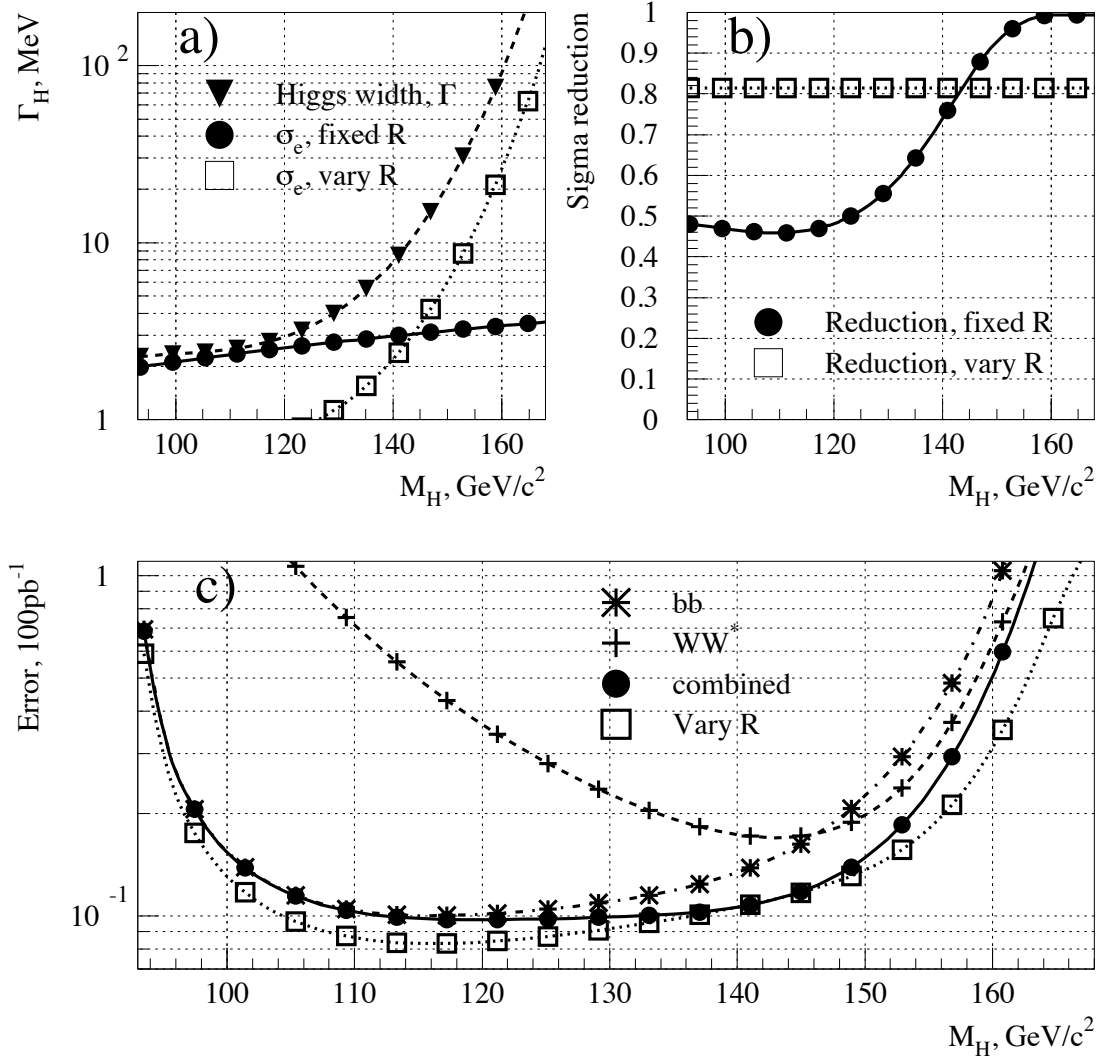 a)
Γ_H, MeV
10^2
10
1
Higgs width, Γ
σ_e, fixed R
σ_e, vary R
100 120 140 160
M_H, GeV/c^2
b)
Sigma reduction
1
0.9
0.8
0.7
0.6
0.5
0.4
0.3
0.2
0.1
0
Reduction, fixed R
Reduction, vary R
100 120 140 160
M_H, GeV/c^2
c)
Error, 100pb^-1
1
10^-1
bb
WW^*
combined
Vary R
100 110 120 130 140 150 160
M_H, GeV/c^2